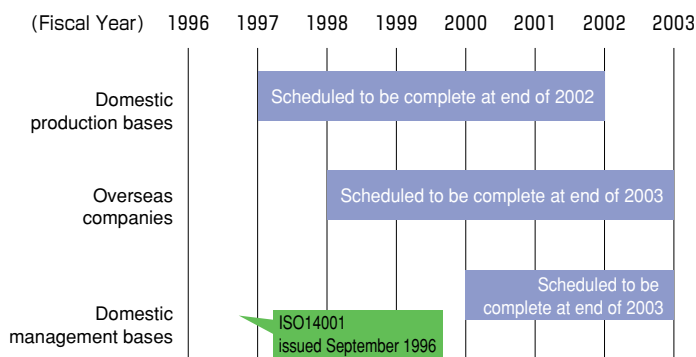 (Fiscal Year) 1996 1997 1998 1999 2000 2001 2002 2003
Domestic
production bases
Scheduled to be complete at end of 2002
Overseas
companies
Scheduled to be complete at end of 2003
Domestic
management bases
Scheduled to be
complete at end of 2003
ISO14001
issued September 1996